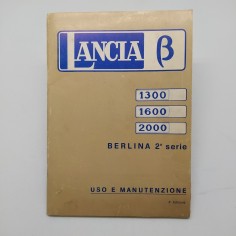 LANCIA β
1300
1600
2000
BERLINA 2ª serie
USO E MANUTENZIONE